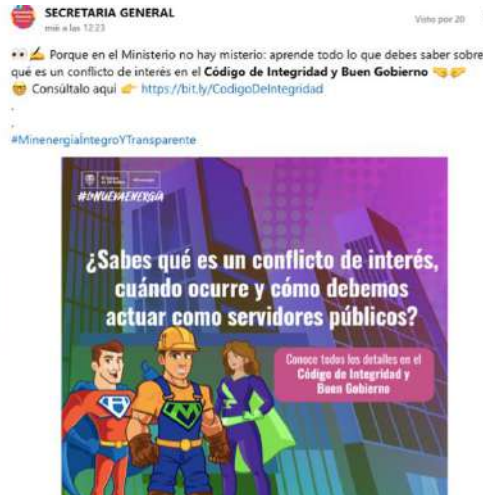 SECRETARIA GENERAL
mié a las 12:23
Visto por 20
👀✍ Porque en el Ministerio no hay misterio: aprende todo lo que debes saber sobre
qué es un conflicto de interés en el Código de Integridad y Buen Gobierno 🤜🤛
🤓 Consúltalo aquí 👉 https://bit.ly/CodigoDeIntegridad
.
.
#MinenergíaÍntegroYTransparente
#LaNUEVAENERGÍA
¿Sabes qué es un conflicto de interés,
cuándo ocurre y cómo debemos
actuar como servidores públicos?
Conoce todos los detalles en el
Código de Integridad y
Buen Gobierno